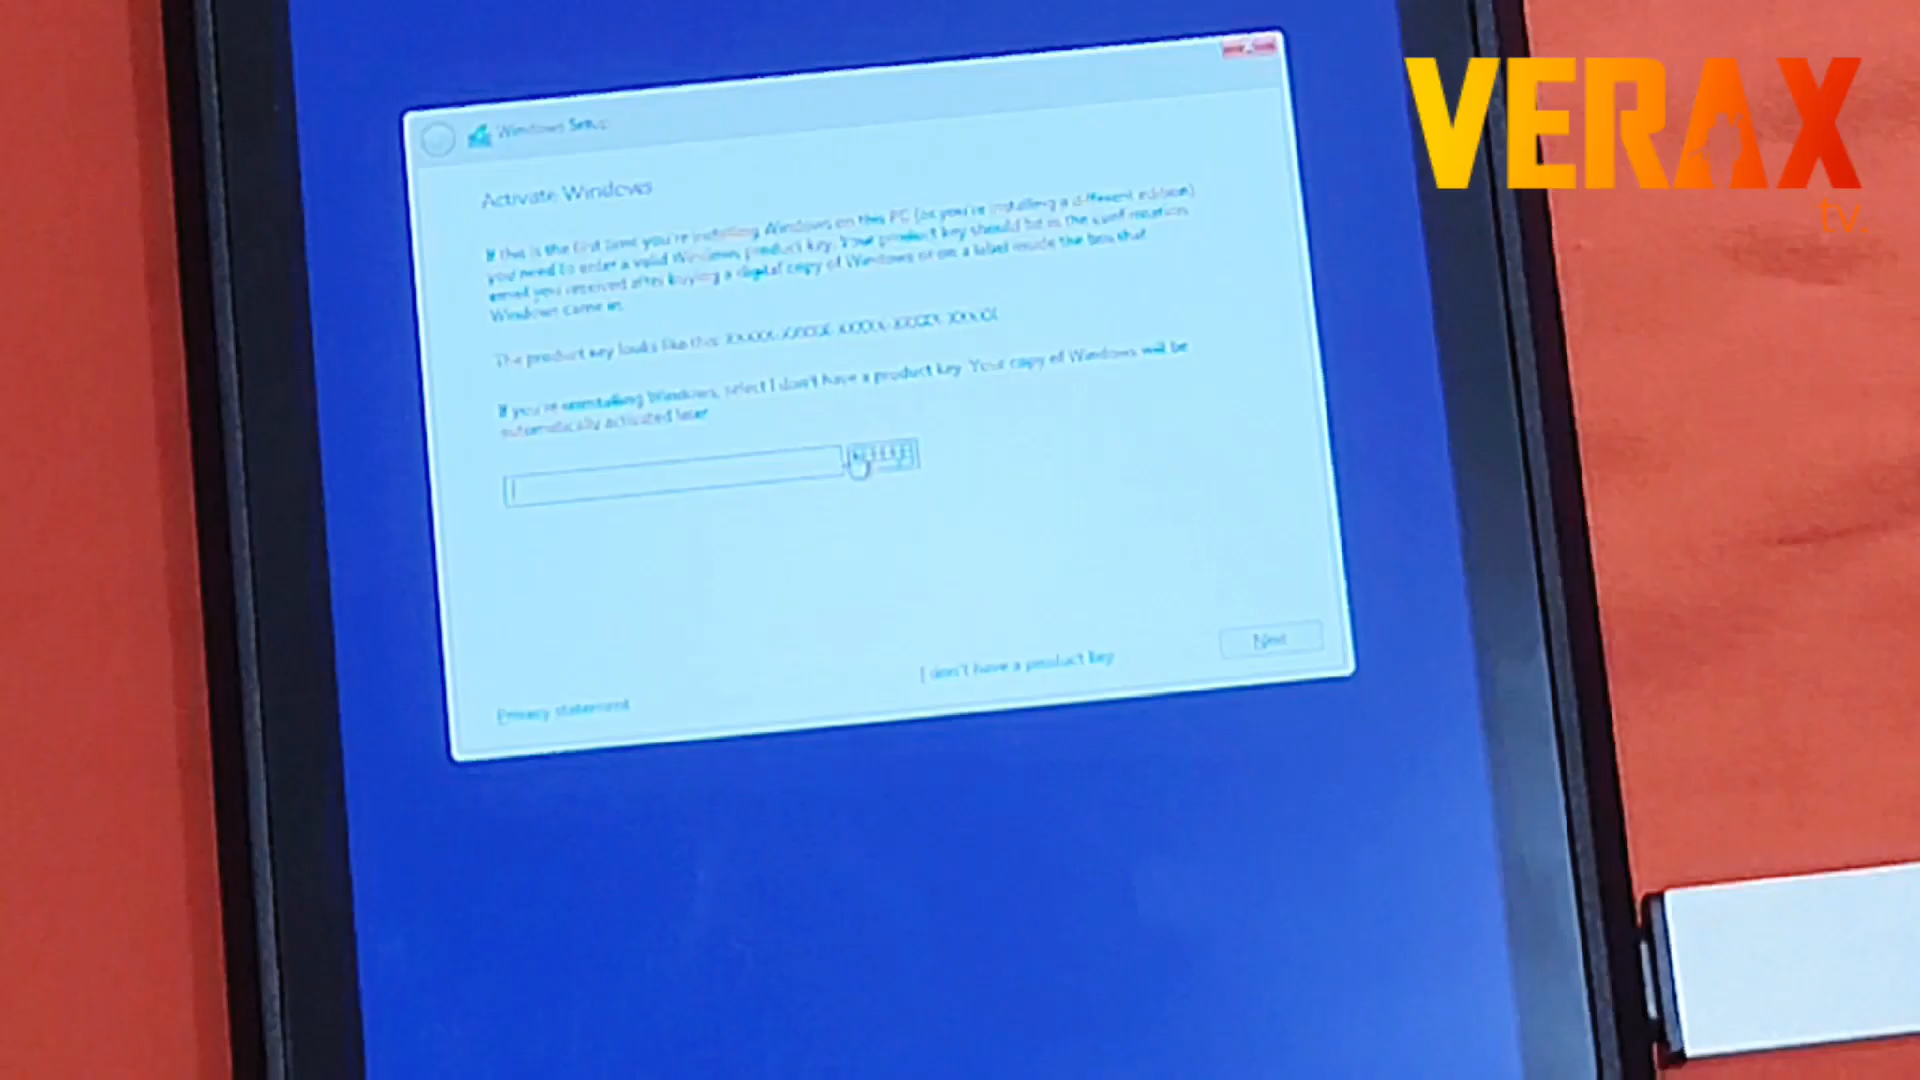 VERAX
tv.
Windows Setup
Activate Windows
If this is the first time you're installing Windows on this PC (or you're installing a different edition),
you need to enter a valid Windows product key. Your product key should be in the confirmation
email you received after buying a digital copy of Windows or on a label inside the box that
Windows came in.
The product key looks like this: XXXXX-XXXXX-XXXXX-XXXXX-XXXXX
If you're reinstalling Windows, select I don't have a product key. Your copy of Windows will be
automatically activated later.
I don't have a product key
Next
Privacy statement